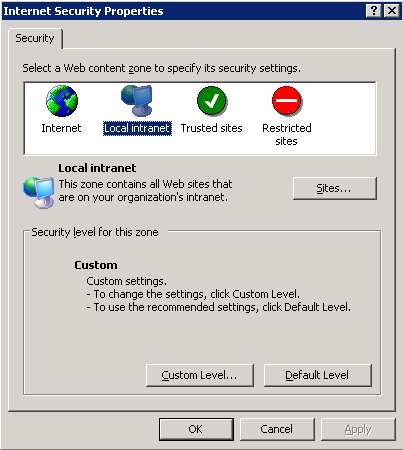 Internet Security Properties
Security
Select a Web content zone to specify its security settings.
Internet
Local intranet
Trusted sites
Restricted
sites
Local intranet
This zone contains all Web sites that
are on your organization's intranet.
Sites...
Security level for this zone
Custom
Custom settings.
- To change the settings, click Custom Level.
- To use the recommended settings, click Default Level.
Custom Level...
Default Level
OK
Cancel
Apply